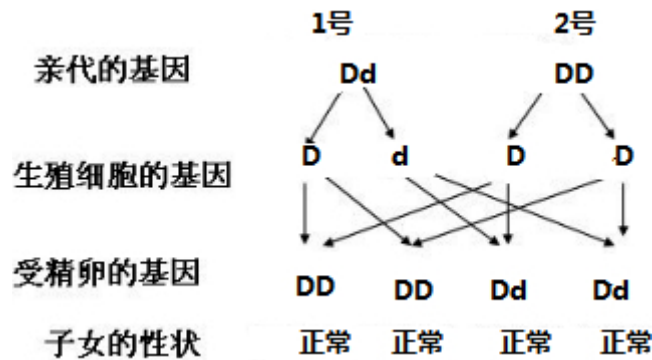 1号 2号
亲代的基因 Dd DD
生殖细胞的基因 D d D D
受精卵的基因 DD DD Dd Dd
子女的性状 正常 正常 正常 正常